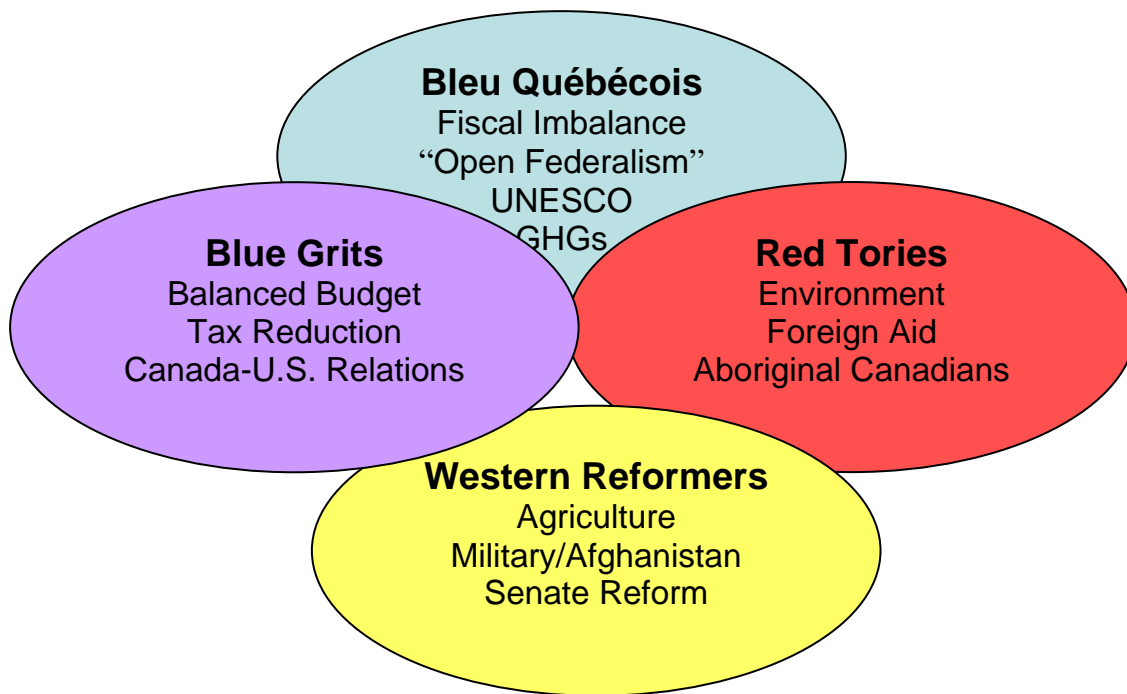 Bleu Québécois
Fiscal Imbalance
“Open Federalism”
UNESCO
GHGs
Blue Grits
Balanced Budget
Tax Reduction
Canada-U.S. Relations
Red Tories
Environment
Foreign Aid
Aboriginal Canadians
Western Reformers
Agriculture
Military/Afghanistan
Senate Reform